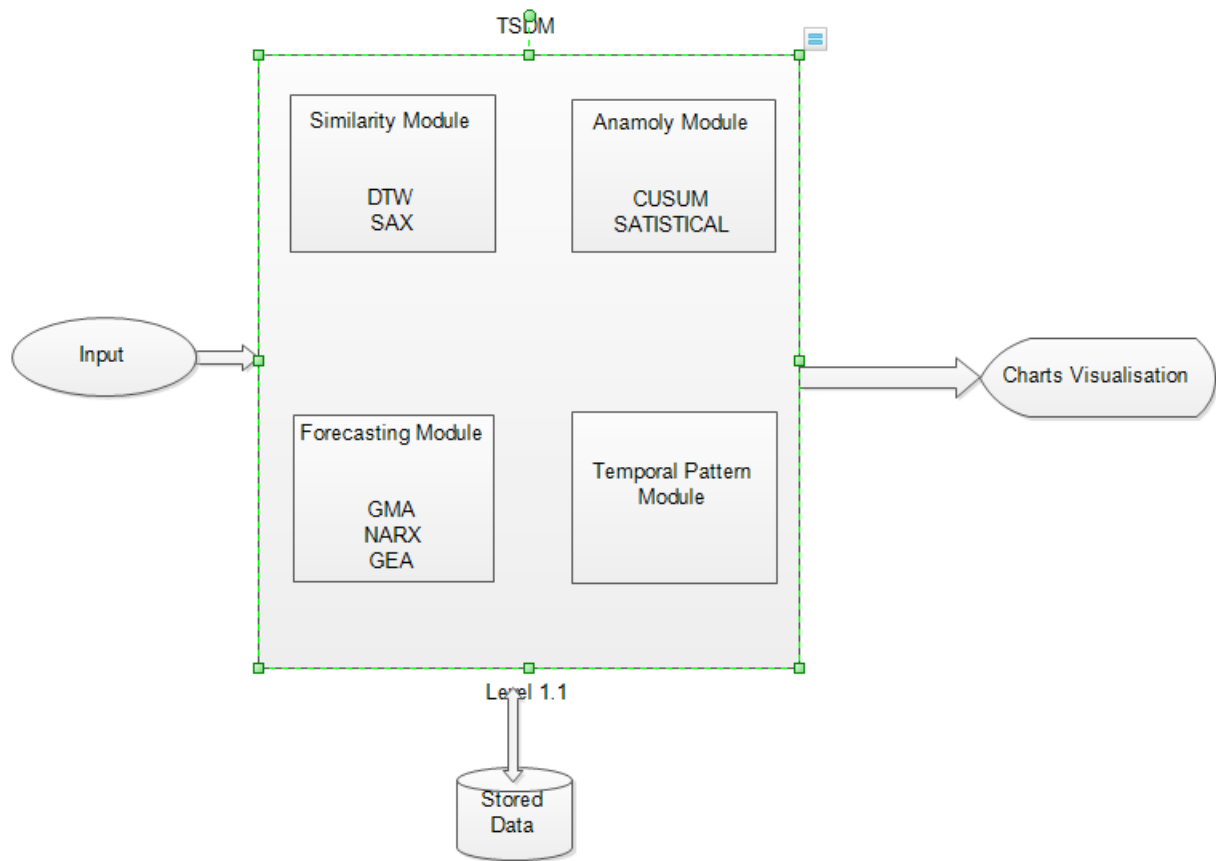 TSDM
Similarity Module
DTW
SAX
Anamoly Module
CUSUM
SATISTICAL
Input
Charts Visualisation
Forecasting Module
GMA
NARX
GEA
Temporal Pattern
Module
Level 1.1
Stored
Data